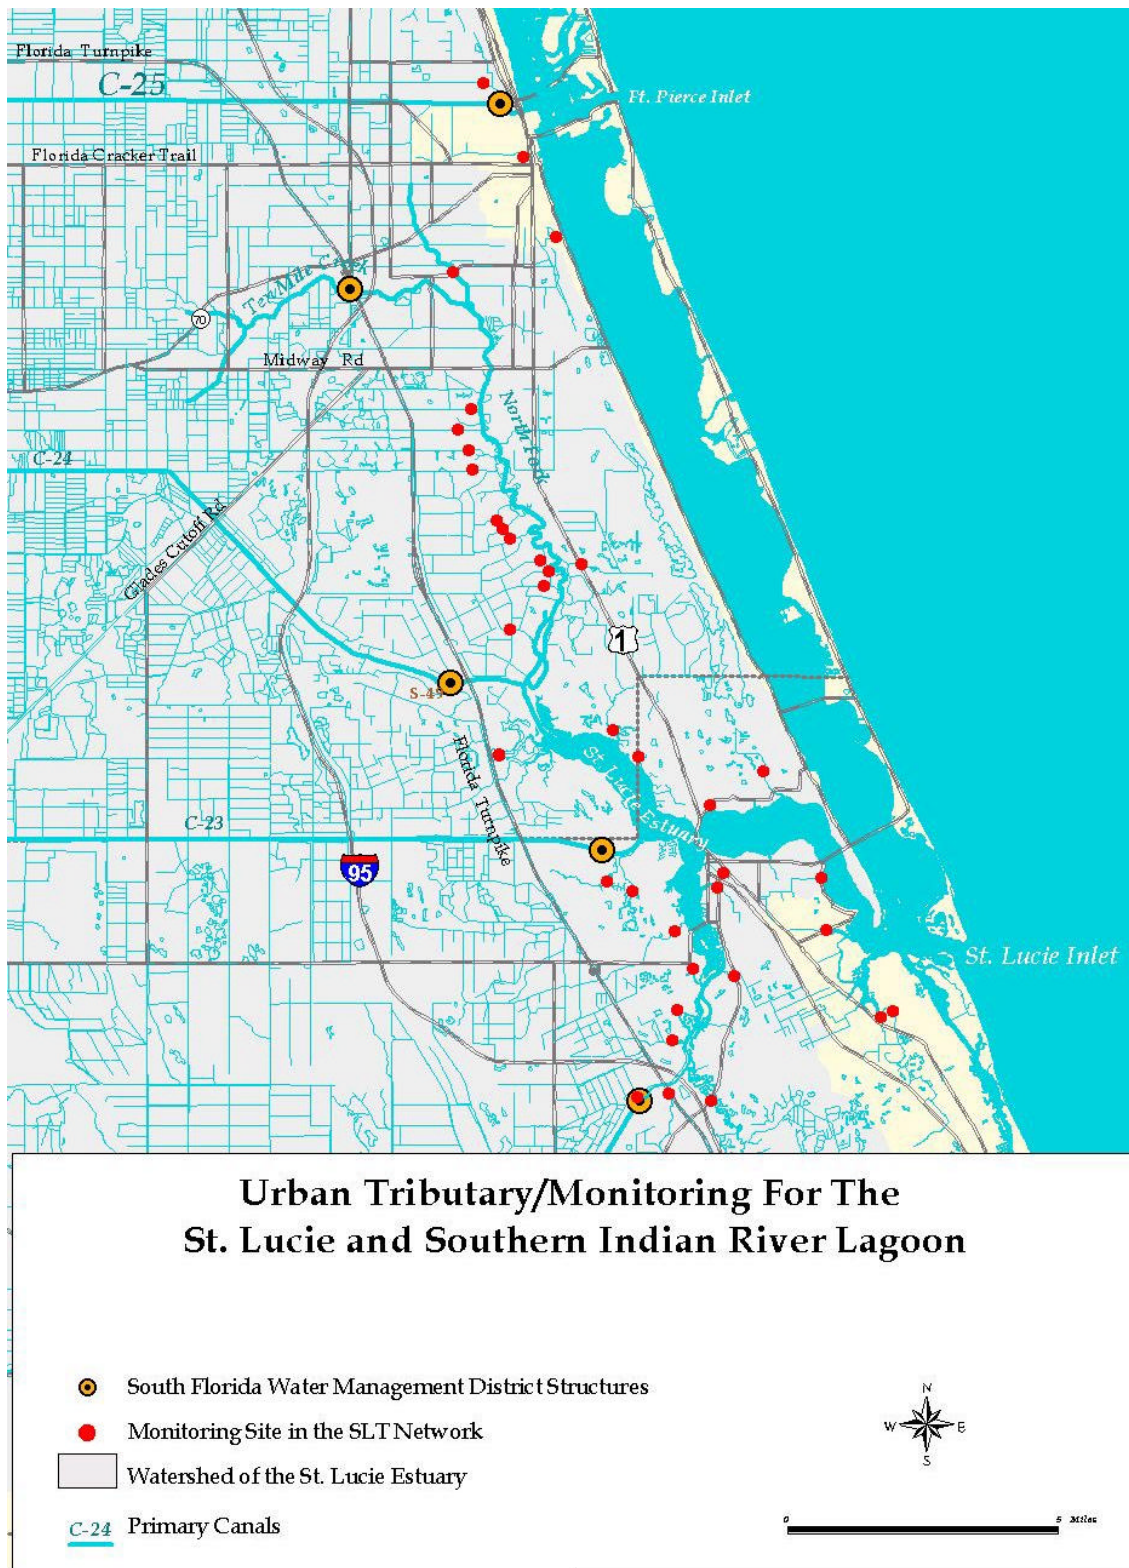 Florida Turnpike
C-25
Ft. Pierce Inlet
Florida Cracker Trail
Ten Mile Creek
70
Midway Rd
North Fork
C-24
Glades Cutoff Rd
1
S-49
Florida Turnpike
St. Lucie Estuary
C-23
95
St. Lucie Inlet
Urban Tributary/Monitoring For The
St. Lucie and Southern Indian River Lagoon
South Florida Water Management District Structures
Monitoring Site in the SLT Network
Watershed of the St. Lucie Estuary
C-24 Primary Canals
N
W E
S
0 5 Miles